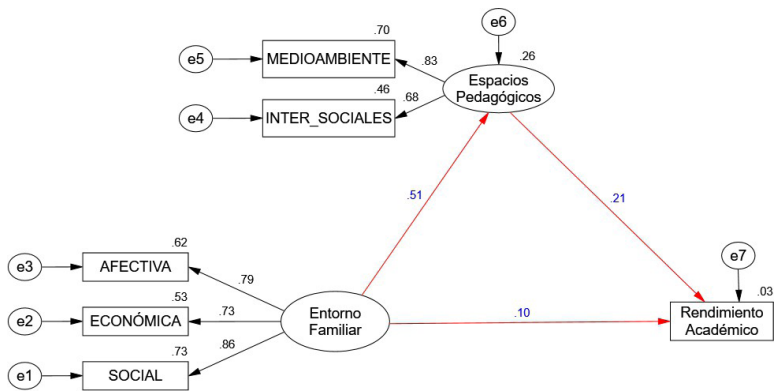 e6
.70
e5
MEDIOAMBIENTE
.83
.26
Espacios
Pedagógicos
.46
.68
e4
INTER_SOCIALES
.51
.21
.62
e3
AFECTIVA
.79
e7
.53
e2
ECONÓMICA
.73
Entorno
Familiar
.10
.03
Rendimiento
Académico
.73
.86
e1
SOCIAL